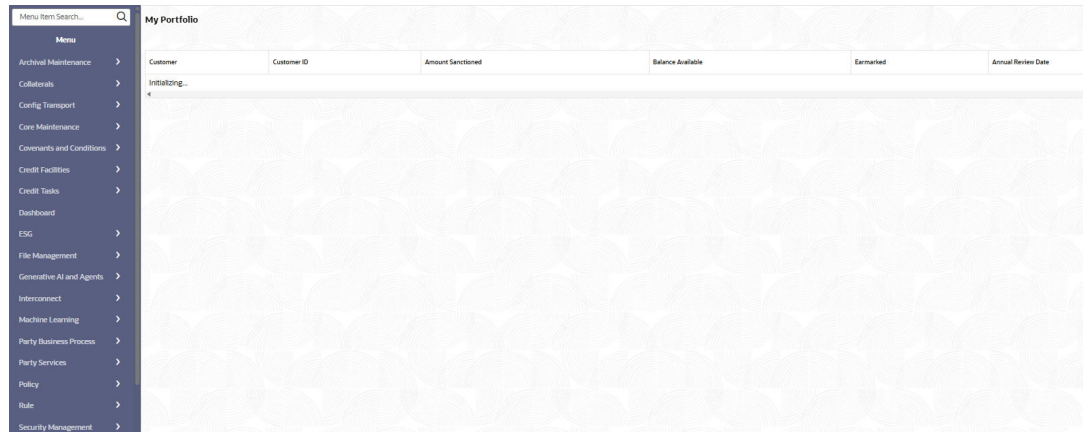 Menu Item Search...
Menu
Archival Maintenance
Collaterals
Config Transport
Core Maintenance
Covenants and Conditions
Credit Facilities
Credit Tasks
Dashboard
ESG
File Management
Generative AI and Agents
Interconnect
Machine Learning
Party Business Process
Party Services
Policy
Rule
Security Management
My Portfolio
Customer Customer ID Amount Sanctioned Balance Available Earmarked Annual Review Date
Initializing...